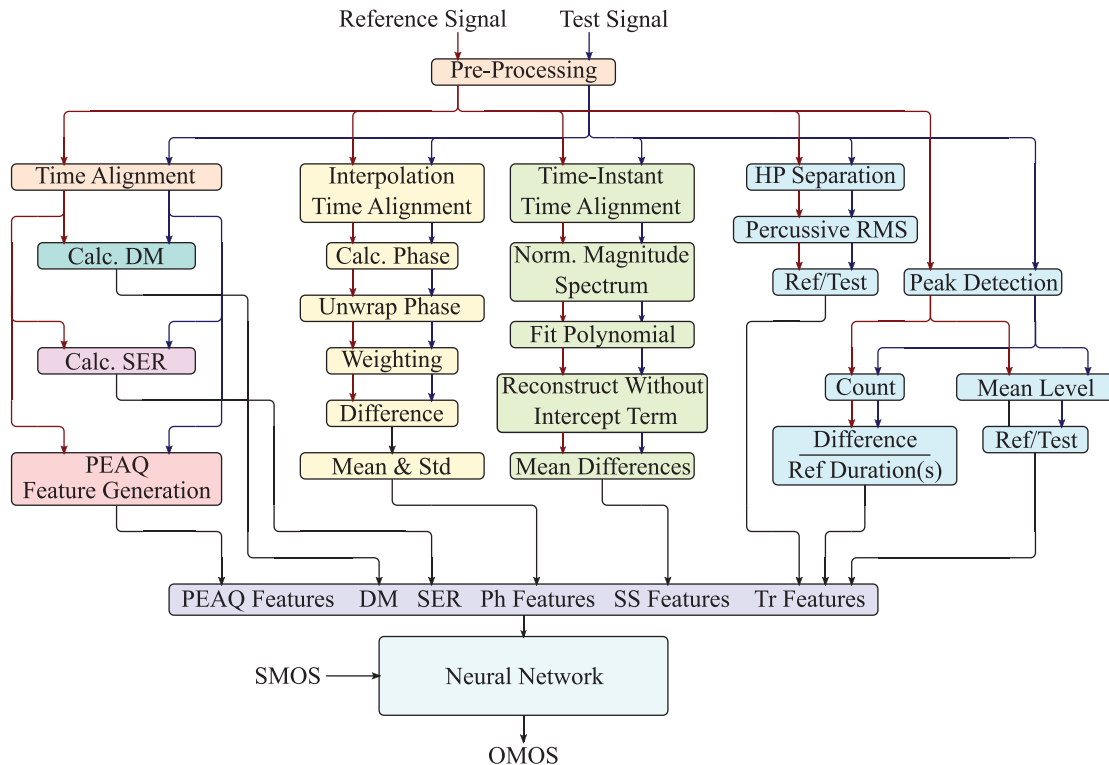 Reference Signal
Test Signal
Pre-Processing
Time Alignment
Interpolation
Time Alignment
Time-Instant
Time Alignment
HP Separation
Percussive RMS
Calc. DM
Calc. Phase
Norm. Magnitude
Spectrum
Ref/Test
Peak Detection
Unwrap Phase
Fit Polynomial
Calc. SER
Weighting
Reconstruct Without
Intercept Term
Count
Mean Level
Difference
Difference
Ref Duration(s)
Ref/Test
PEAQ
Feature Generation
Mean & Std
Mean Differences
PEAQ Features DM SER Ph Features SS Features Tr Features
SMOS
Neural Network
OMOS